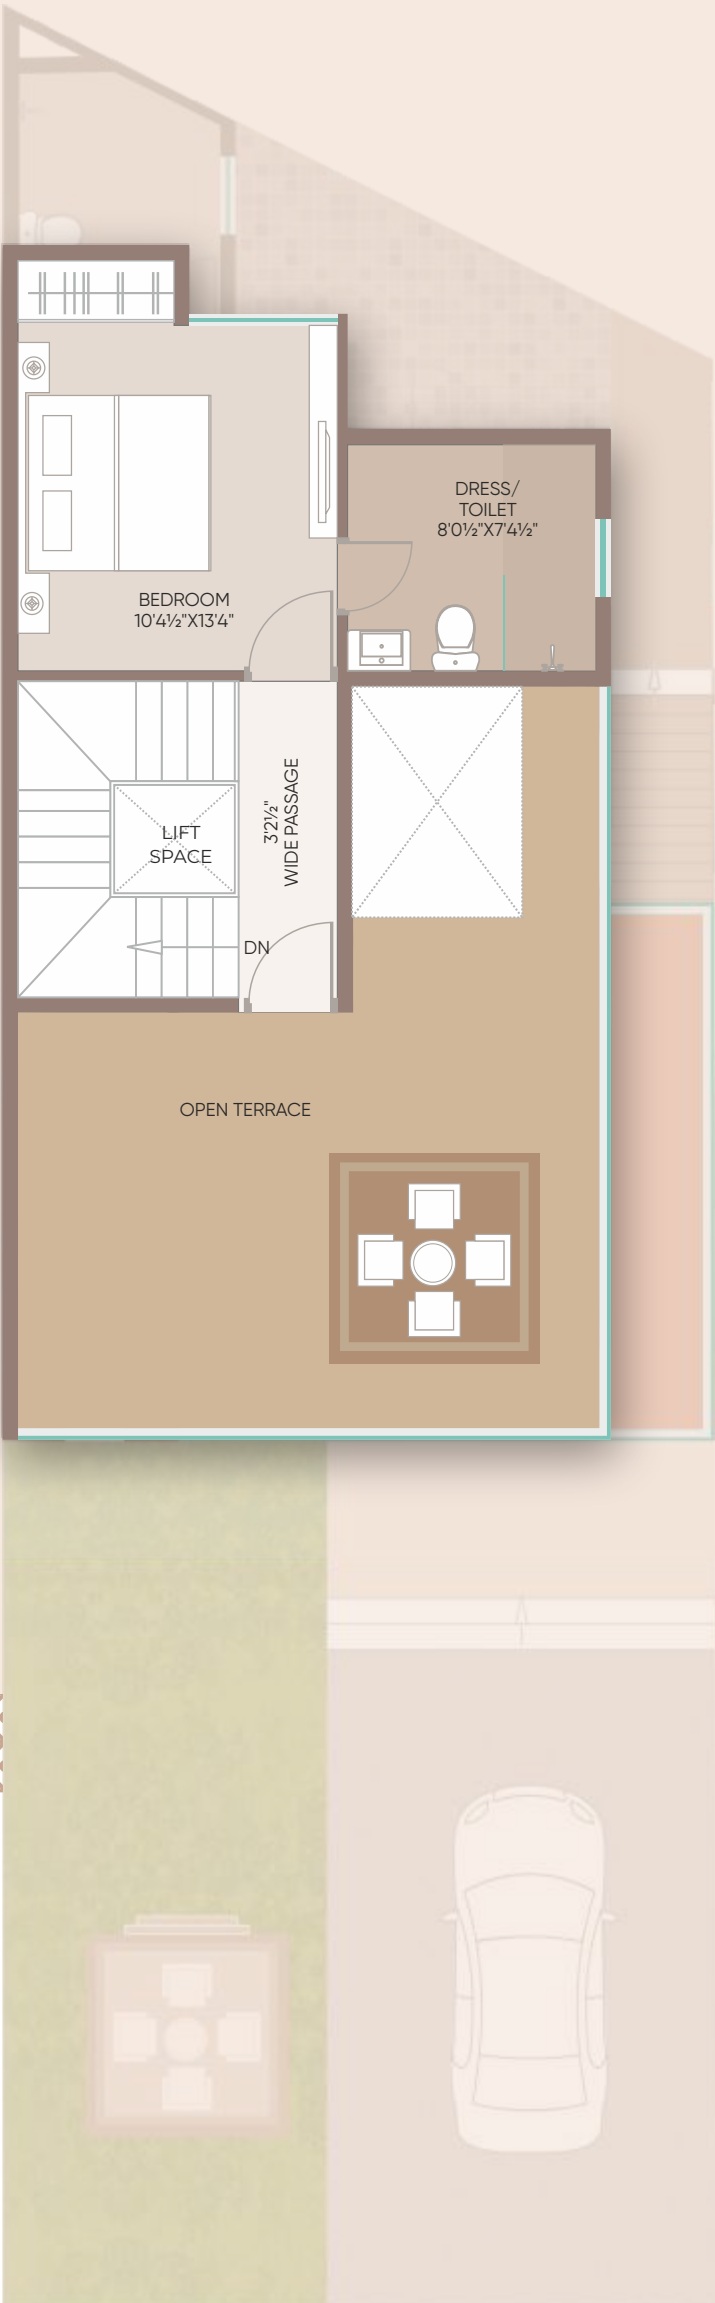 DRESS/
TOILET
8'0½"X7'4½"
BEDROOM
10'4½"X13'4"
3'2½"
WIDE PASSAGE
LIFT
SPACE
DN
OPEN TERRACE